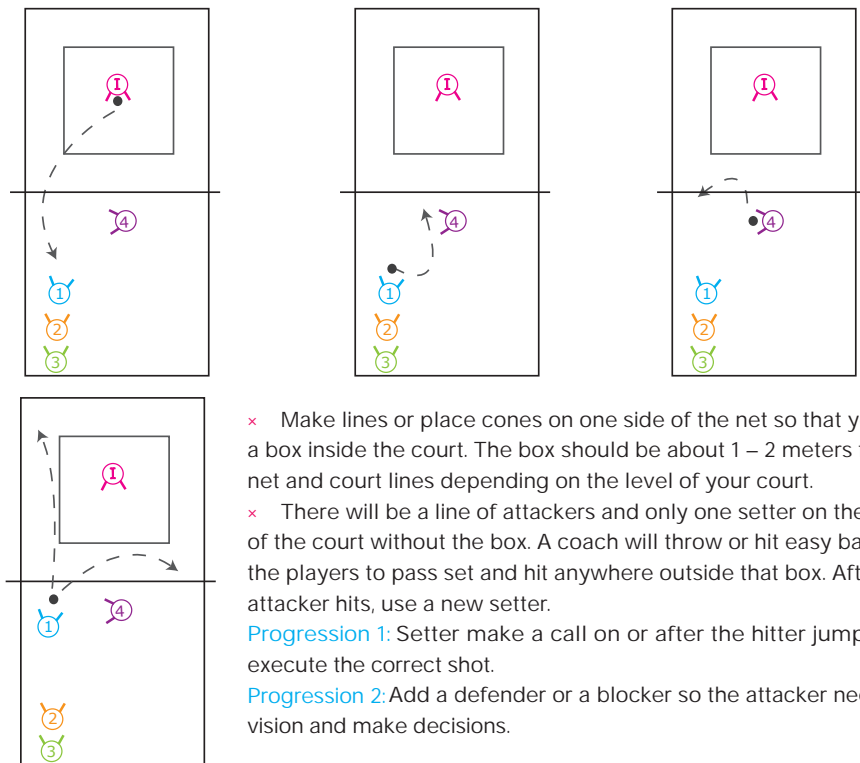 I
I
I
4
4
4
1
1
1
2
2
2
3
3
3
I
4
1
2
3
× Make lines or place cones on one side of the net so that
a box inside the court. The box should be about 1 – 2 meters
net and court lines depending on the level of your court.
× There will be a line of attackers and only one setter on the
of the court without the box. A coach will throw or hit easy
the players to pass set and hit anywhere outside that box.
attacker hits, use a new setter.
Progression 1: Setter make a call on or after the hitter
execute the correct shot.
Progression 2: Add a defender or a blocker so the attacker
vision and make decisions.